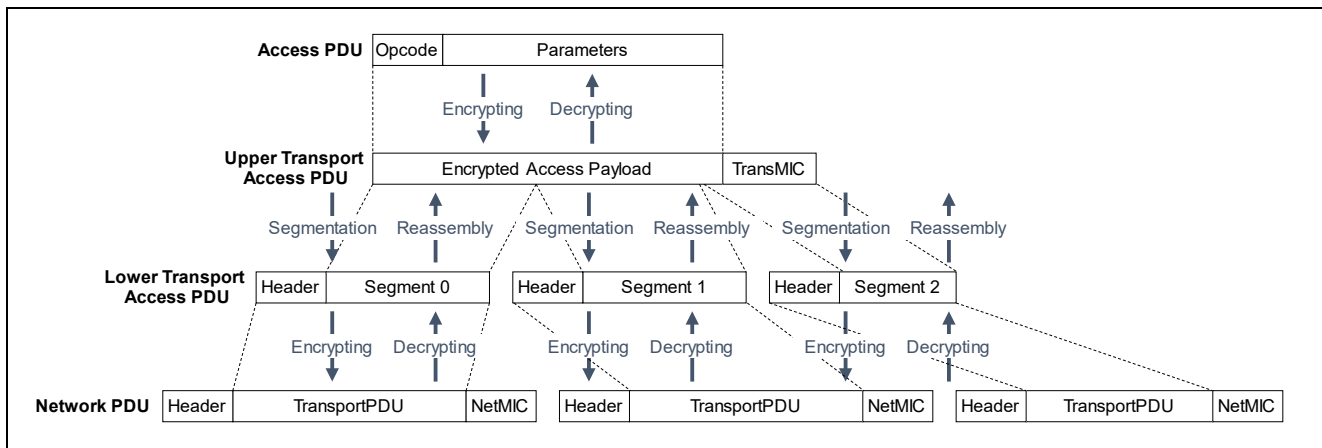 Access PDU Opcode Parameters
Encrypting Decrypting
Upper Transport
Access PDU
Encrypted Access Payload TransMIC
Segmentation Reassembly Segmentation Reassembly Segmentation Reassembly
Lower Transport
Access PDU
Header Segment 0 Header Segment 1 Header Segment 2
Encrypting Decrypting Encrypting Decrypting Encrypting Decrypting
Network PDU Header TransportPDU NetMIC Header TransportPDU NetMIC Header TransportPDU NetMIC